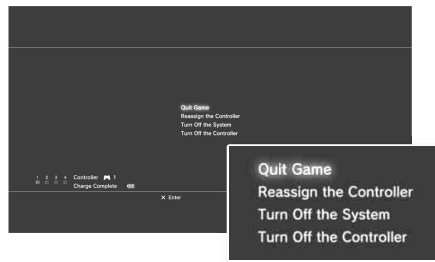 Quit Game
Reassign the Controller
Turn Off the System
Turn Off the Controller
1 2 3 4 Controller 1
Charge Complete
X Enter
Quit Game
Reassign the Controller
Turn Off the System
Turn Off the Controller